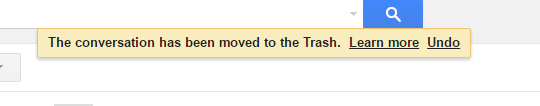 The conversation has been moved to the Trash. Learn more Undo